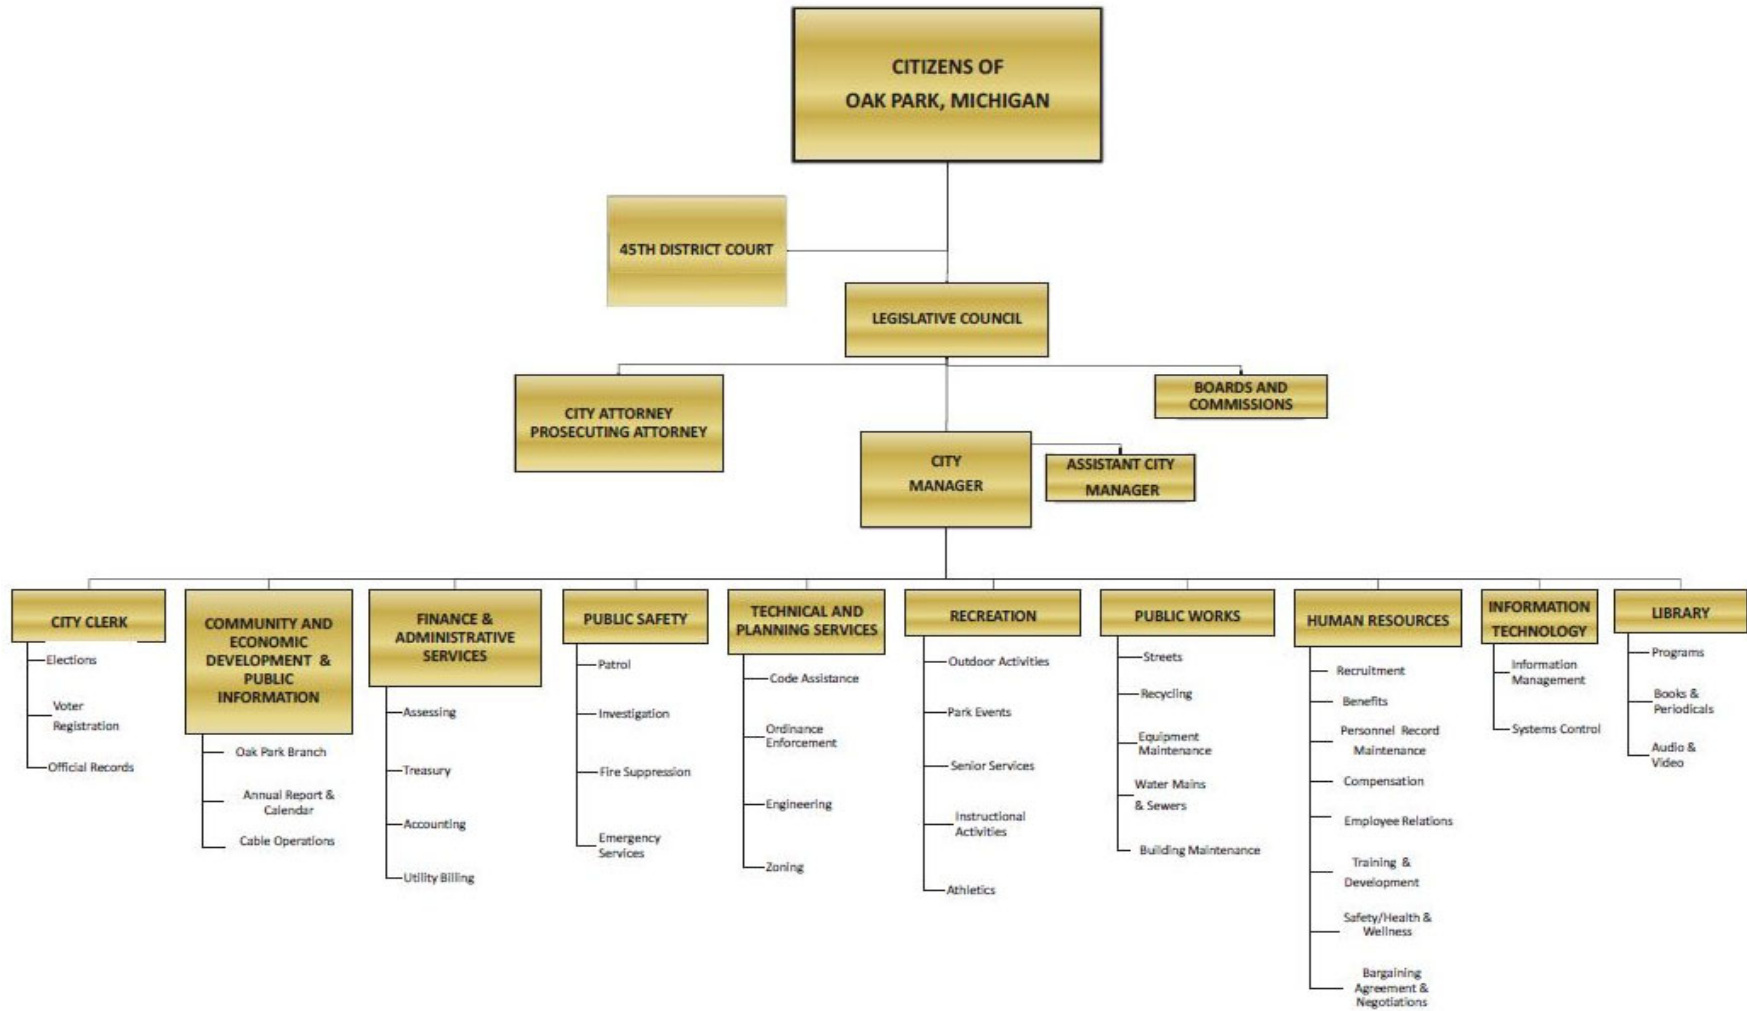 CITIZENS OF
OAK PARK, MICHIGAN
45TH DISTRICT COURT
LEGISLATIVE COUNCIL
CITY ATTORNEY
PROSECUTING ATTORNEY
BOARDS AND
COMMISSIONS
CITY
MANAGER
ASSISTANT CITY
MANAGER
CITY CLERK
Elections
Voter
Registration
Official Records
COMMUNITY AND
ECONOMIC
DEVELOPMENT &
PUBLIC
INFORMATION
Oak Park Branch
Annual Report &
Calendar
Cable Operations
FINANCE &
ADMINISTRATIVE
SERVICES
Assessing
Treasury
Accounting
Utility Billing
PUBLIC SAFETY
Patrol
Investigation
Fire Suppression
Emergency
Services
TECHNICAL AND
PLANNING SERVICES
Code Assistance
Ordinance
Enforcement
Engineering
Zoning
RECREATION
Outdoor Activities
Park Events
Senior Services
Instructional
Activities
Athletics
PUBLIC WORKS
Streets
Recycling
Equipment
Maintenance
Water Mains
& Sewers
Building Maintenance
HUMAN RESOURCES
Recruitment
Benefits
Personnel Record
Maintenance
Compensation
Employee Relations
Training &
Development
Safety/Health &
Wellness
Bargaining
Agreement &
Negotiations
INFORMATION
TECHNOLOGY
Information
Management
Systems Control
LIBRARY
Programs
Books &
Periodicals
Audio &
Video